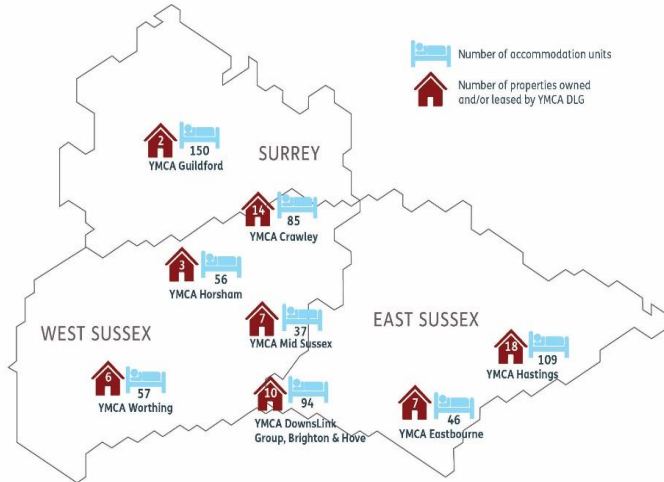 Number of accommodation units
Number of properties owned
and/or leased by YMCA DLG
2
150
YMCA Guildford
SURREY
14
85
YMCA Crawley
3
56
YMCA Horsham
7
37
YMCA Mid Sussex
WEST SUSSEX
EAST SUSSEX
18
109
YMCA Hastings
6
57
YMCA Worthing
10
94
YMCA DownsLink
Group, Brighton & Hove
7
46
YMCA Eastbourne